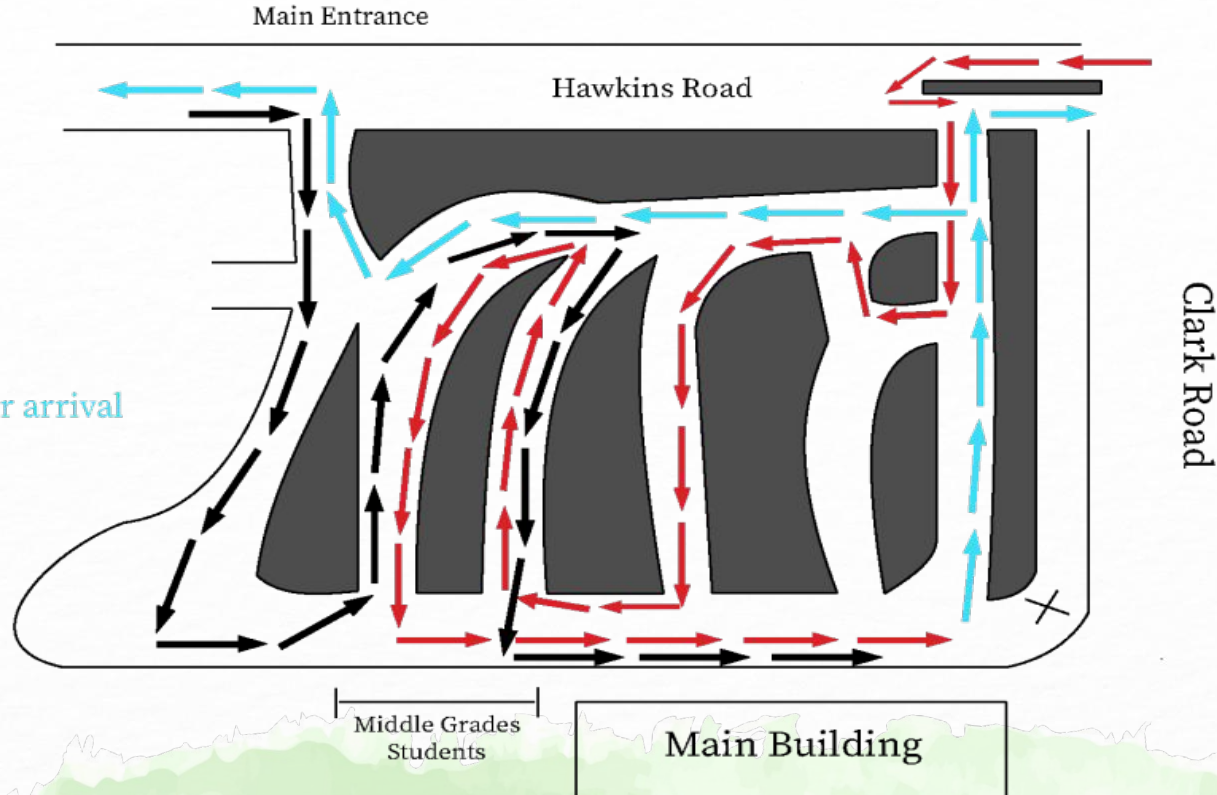 Main Entrance
Hawkins Road
Clark Road
r arrival
Middle Grades
Students
Main Building